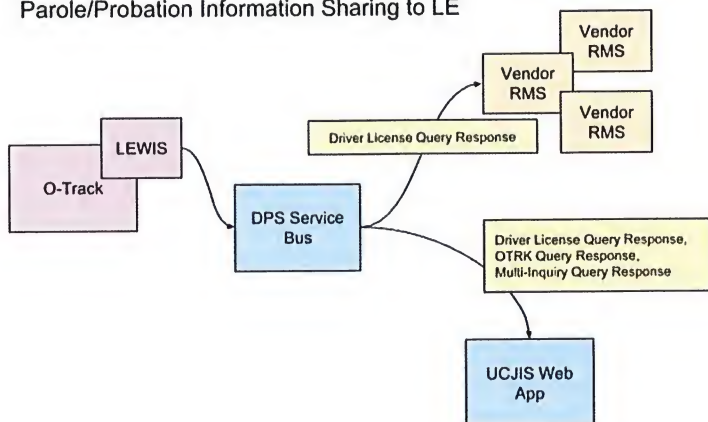 Parole/Probation Information Sharing to LE
Vendor
RMS
Vendor
RMS
Vendor
RMS
Driver License Query Response
LEWIS
O-Track
DPS Service
Bus
Driver License Query Response,
OTRK Query Response,
Multi-Inquiry Query Response
UCJIS Web
App